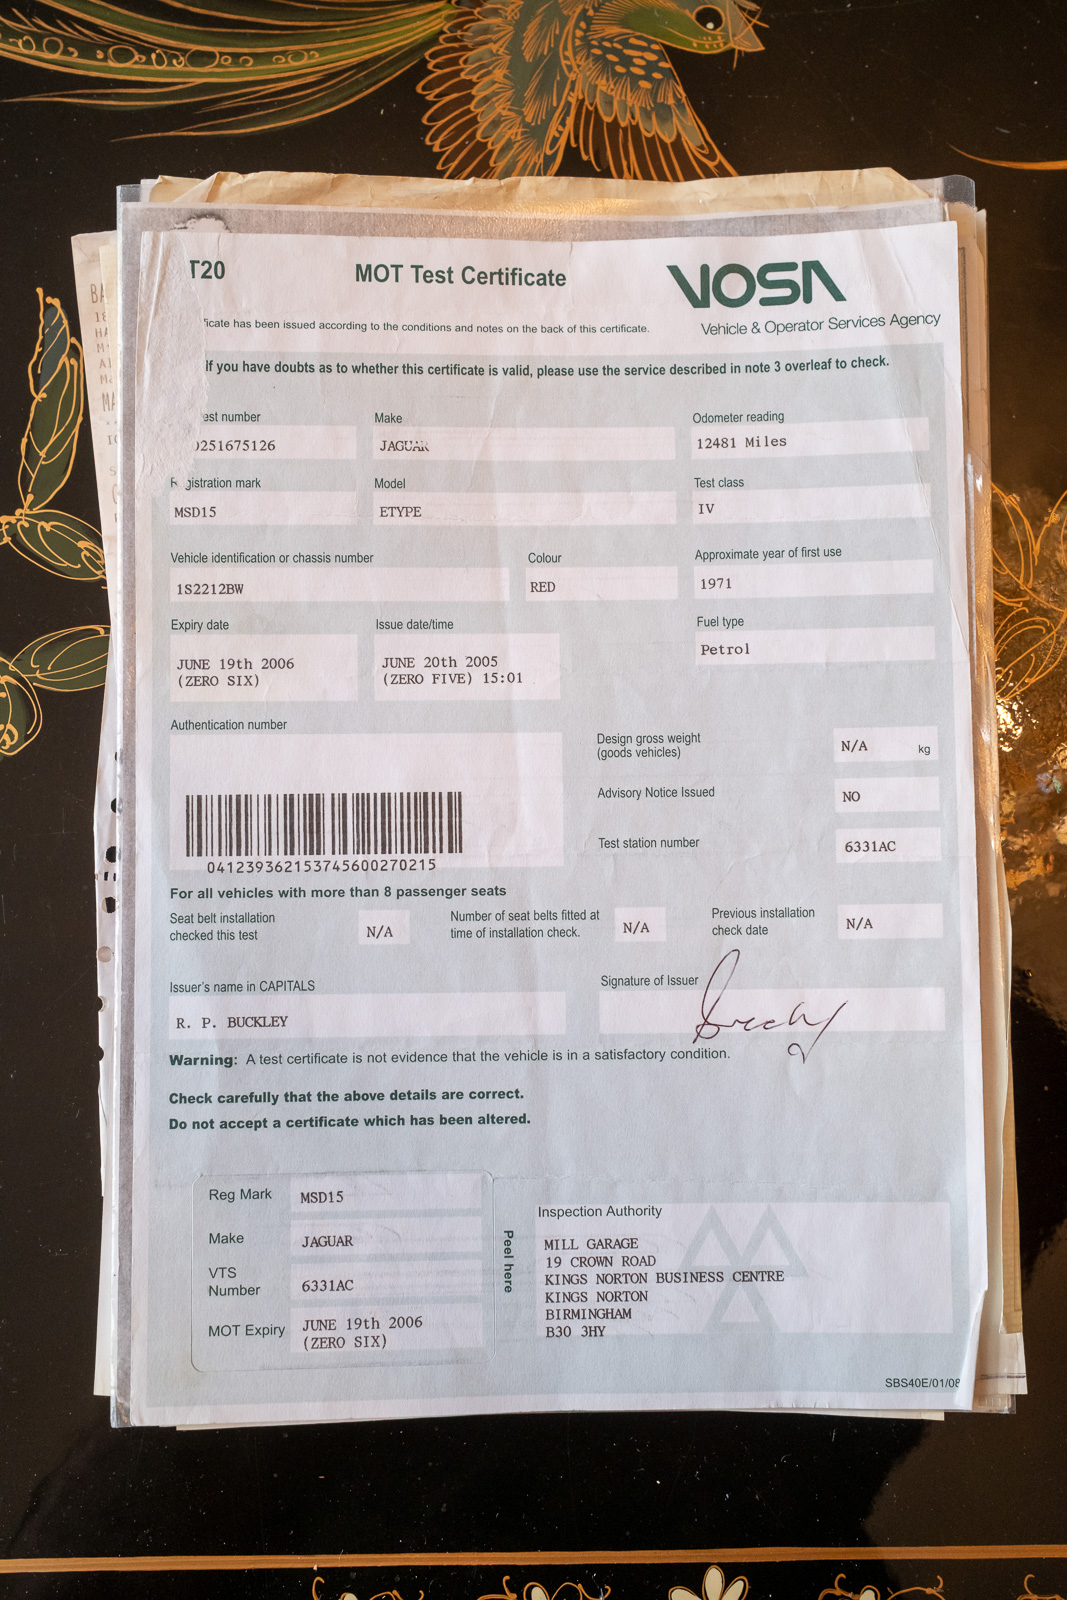 T20
MOT Test Certificate
VOSA
Vehicle & Operator Services Agency
has been issued according to the conditions and notes on the back of this certificate.
If you have doubts as to whether this certificate is valid, please use the service described in note 3 overleaf to check.
number
Make
Odometer reading
0251675126
JAGUAR
12481 Miles
Registration mark
Model
Test class
MSD15
ETYPE
IV
Vehicle identification or chassis number
Colour
Approximate year of first use
1S2212BW
RED
1971
Expiry date
Issue date/time
Fuel type
JUNE 19th 2006
(ZERO SIX)
JUNE 20th 2005
(ZERO FIVE) 15:01
Petrol
Authentication number
Design gross weight
(goods vehicles)
N/A kg
Advisory Notice Issued
NO
Test station number
6331AC
041239362153745600270215
For all vehicles with more than 8 passenger seats
Seat belt installation
checked this test
N/A
Number of seat belts fitted at
time of installation check.
N/A
Previous installation
check date
N/A
Issuer's name in CAPITALS
Signature of Issuer
R. P. BUCKLEY
Warning: A test certificate is not evidence that the vehicle is in a satisfactory condition.
Check carefully that the above details are correct.
Do not accept a certificate which has been altered.
Reg Mark
MSD15
Make
JAGUAR
VTS
Number
6331AC
MOT Expiry
JUNE 19th 2006
(ZERO SIX)
Peel here
Inspection Authority
MILL GARAGE
19 CROWN ROAD
KINGS NORTON BUSINESS CENTRE
KINGS NORTON
BIRMINGHAM
B30 3HY
SBS40E/01/08